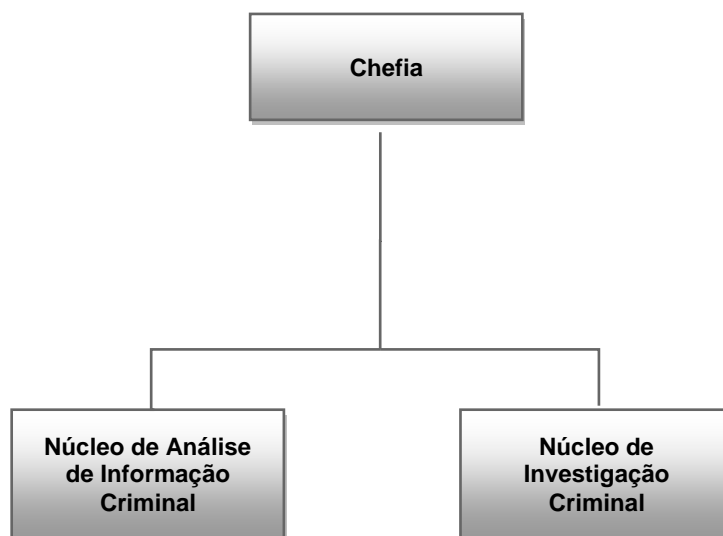 Chefia
Núcleo de Análise
de Informação
Criminal
Núcleo de
Investigação
Criminal